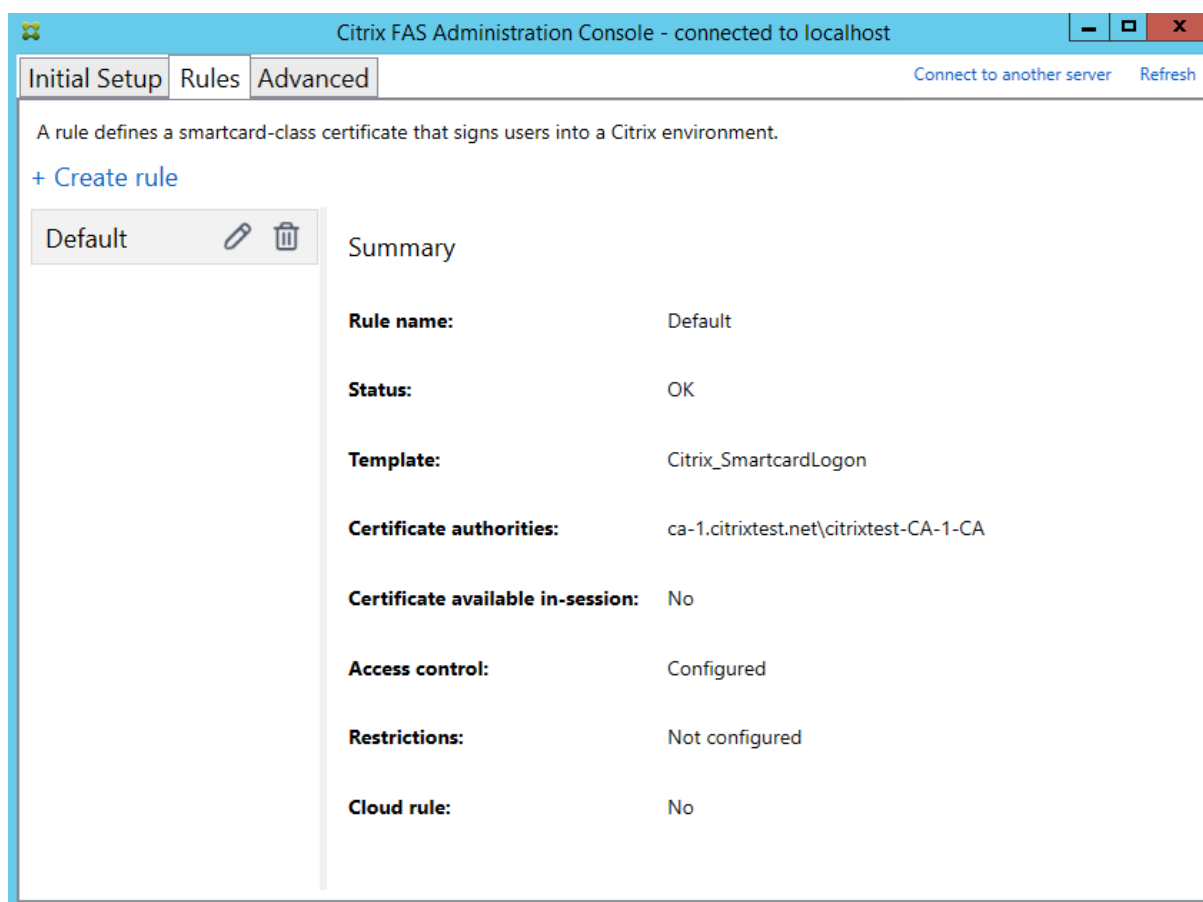 Citrix FAS Administration Console - connected to localhost
Initial Setup Rules Advanced Connect to another server Refresh
A rule defines a smartcard-class certificate that signs users into a Citrix environment.
+ Create rule
Default
Summary
Rule name: Default
Status: OK
Template: Citrix_SmartcardLogon
Certificate authorities: ca-1.citrixtest.net\citrixtest-CA-1-CA
Certificate available in-session: No
Access control: Configured
Restrictions: Not configured
Cloud rule: No